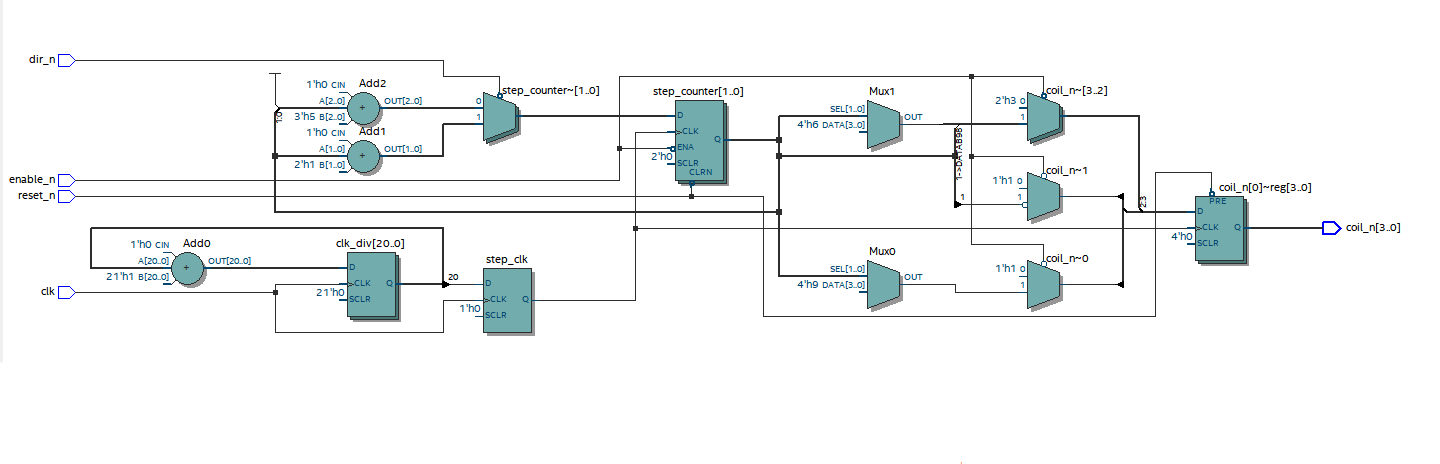 dir_n
enable_n
reset_n
clk
1'h0 CIN
Add2
A[2..0]
OUT[2..0]
3'h5 B[2..0]
1'h0 CIN
Add1
A[1..0]
OUT[1..0]
2'h1 B[1..0]
1:0
step_counter~[1..0]
0
1
step_counter[1..0]
D
CLK
ENA
2'h0
SCLR
CLRN
Q
Mux1
SEL[1..0]
OUT
4'h6 DATA[3..0]
coil_n~[3..2]
2'h3 0
1
coil_n~1
1'h1 0
1
1
2:3
coil_n[0]~reg[3..0]
PRE
D
CLK
Q
4'h0
SCLR
coil_n[3..0]
1'h0 CIN
Add0
A[20..0]
OUT[20..0]
21'h1 B[20..0]
clk_div[20..0]
D
CLK
Q
21'h0
SCLR
20
step_clk
D
CLK
Q
1'h0
SCLR
Mux0
SEL[1..0]
OUT
4'h9 DATA[3..0]
coil_n~0
1'h1 0
1